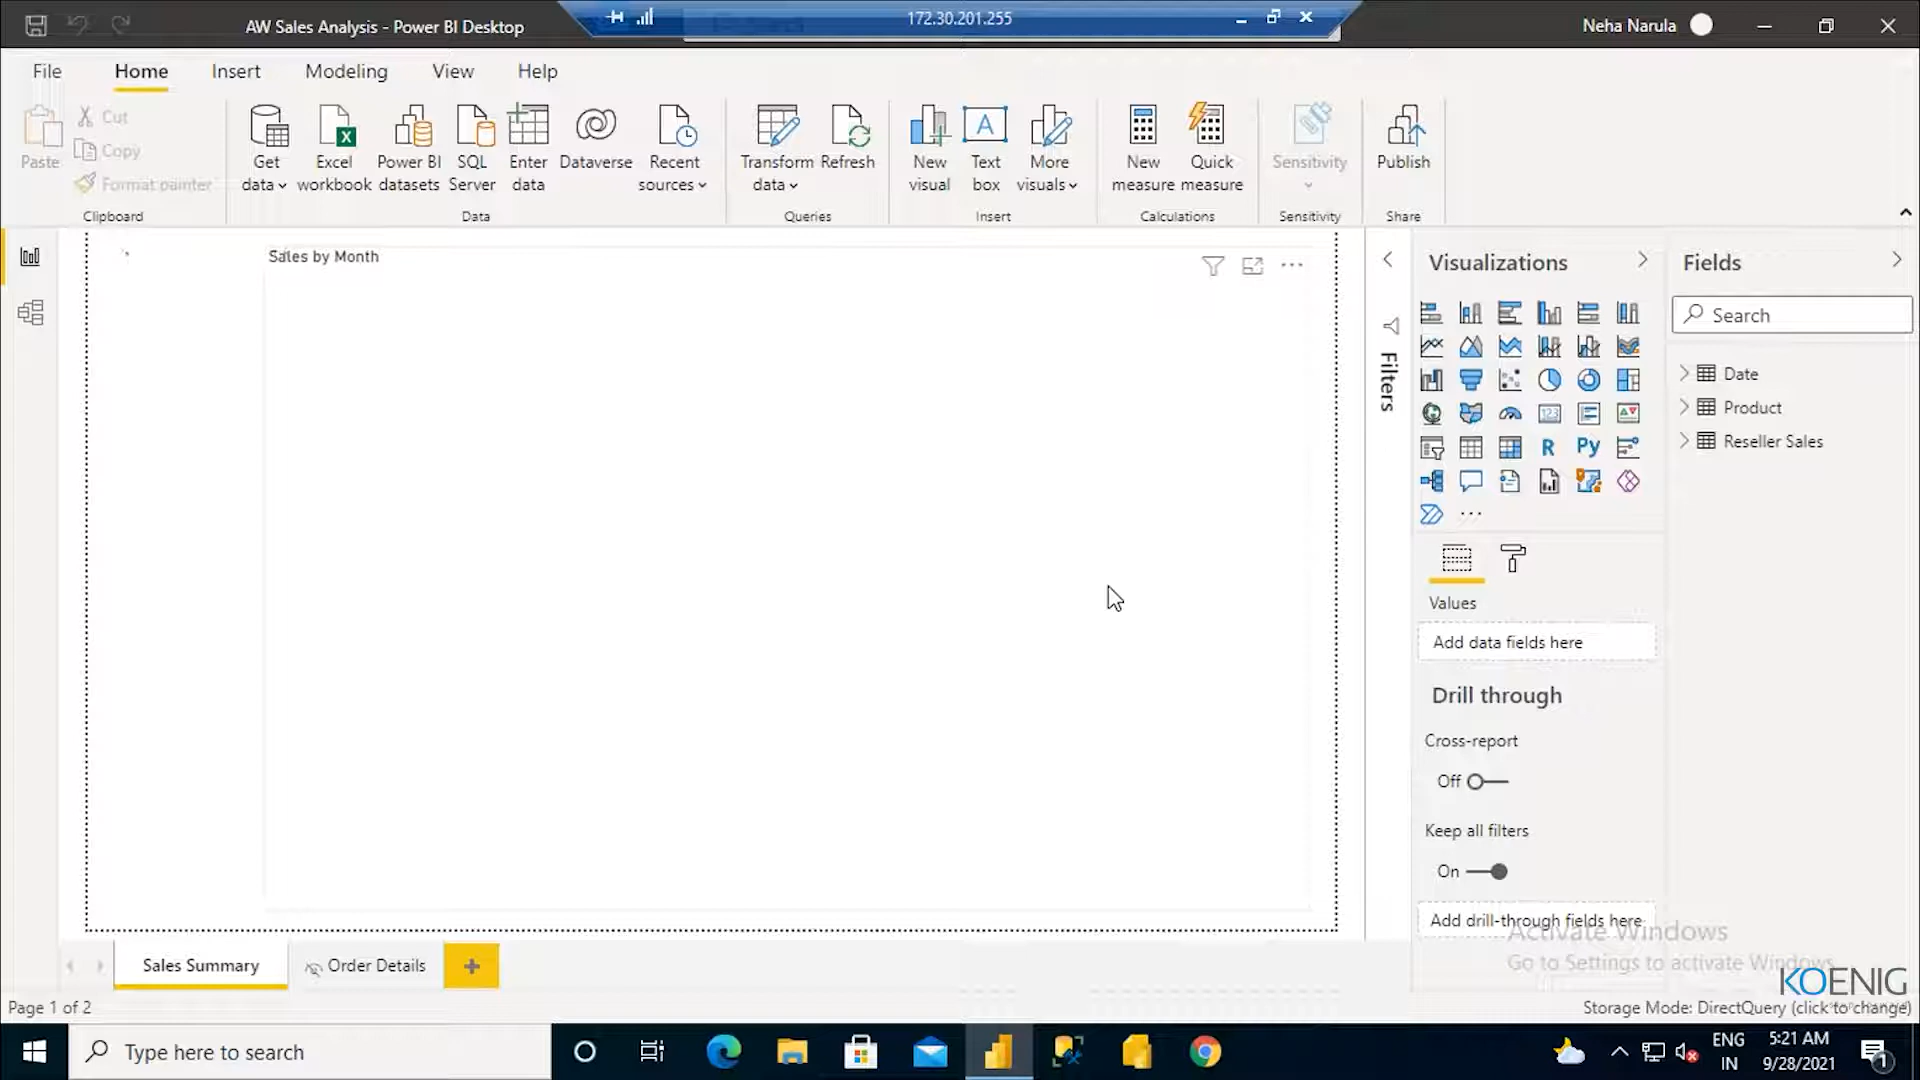 AW Sales Analysis - Power BI Desktop
172.30.201.255
Neha Narula
File
Home
Insert
Modeling
View
Help
Paste
Cut
Copy
Format painter
Clipboard
Get data
Excel workbook
Power BI datasets
SQL Server
Enter data
Dataverse
Recent sources
Data
Transform data
Refresh
Queries
New visual
Text box
More visuals
Insert
New measure
Quick measure
Calculations
Sensitivity
Sensitivity
Publish
Share
Sales by Month
Filters
Visualizations
R
Py
123
Values
Add data fields here
Drill through
Cross-report
Off
Keep all filters
On
Add drill-through fields here
Fields
Search
Date
Product
Reseller Sales
Activate Windows
Go to Settings to activate Windows.
KOENIG
Sales Summary
Order Details
Page 1 of 2
Storage Mode: DirectQuery (click to change)
Type here to search
ENG
IN
5:21 AM
9/28/2021
1